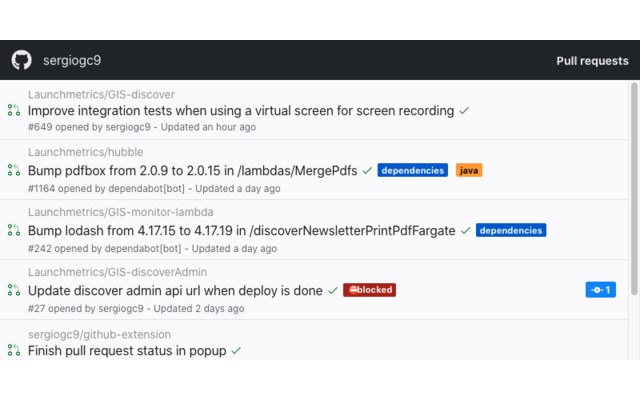 sergiogc9
Pull requests
Launchmetrics/GIS-discover
Improve integration tests when using a virtual screen for screen recording
#649 opened by sergiogc9 - Updated an hour ago
Launchmetrics/hubble
Bump pdfbox from 2.0.9 to 2.0.15 in /lambdas/MergePdfs dependencies java
#1164 opened by dependabot[bot] - Updated a day ago
Launchmetrics/GIS-monitor-lambda
Bump lodash from 4.17.15 to 4.17.19 in /discoverNewsletterPrintPdfFargate dependencies
#242 opened by dependabot[bot] - Updated a day ago
Launchmetrics/GIS-discoverAdmin
Update discover admin api url when deploy is done blocked 1
#27 opened by sergiogc9 - Updated 2 days ago
sergiogc9/github-extension
Finish pull request status in popup